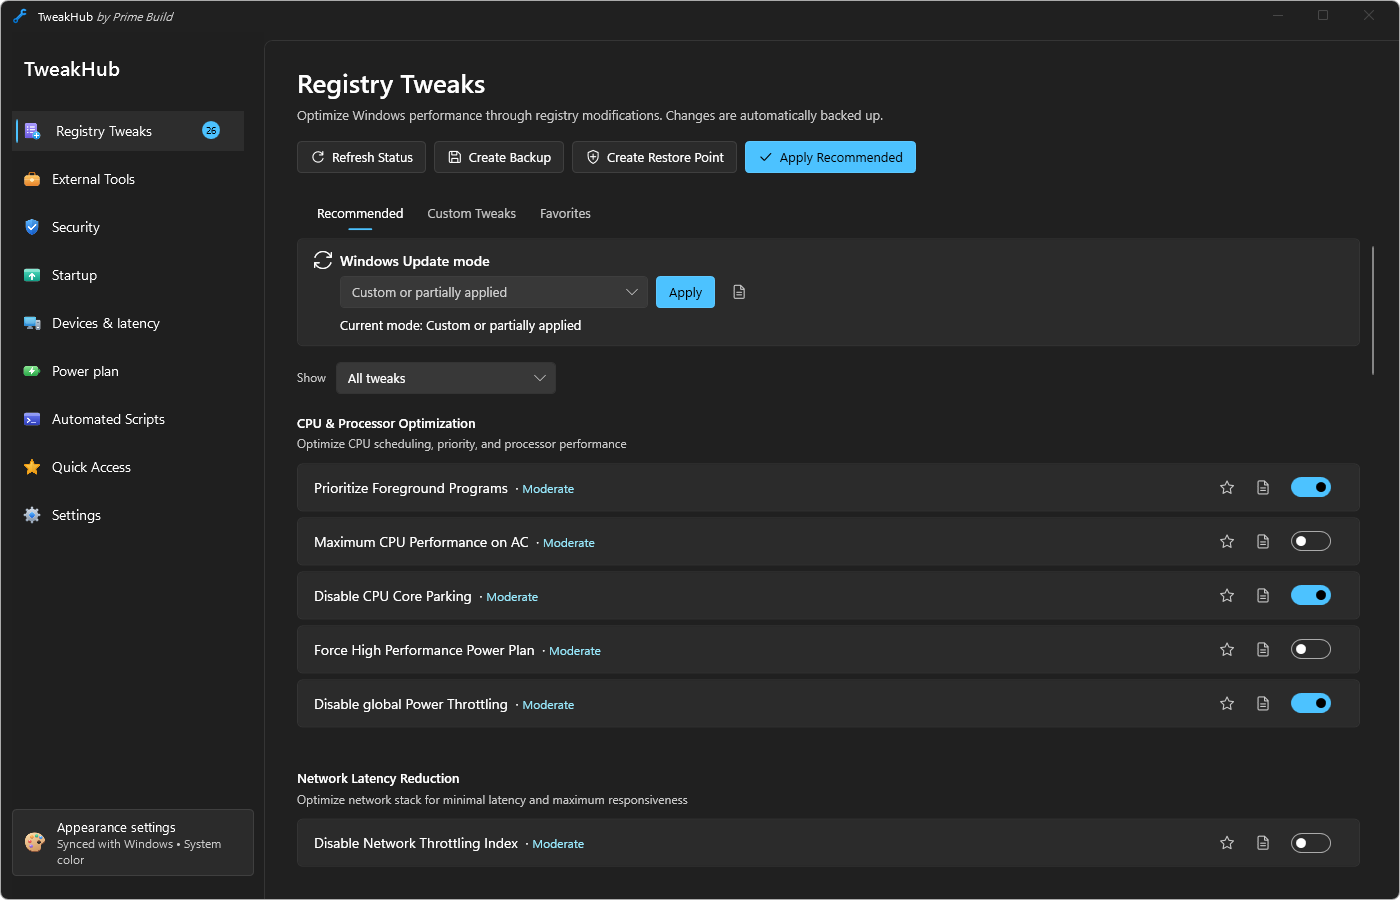 TweakHub by Prime Build
TweakHub
Registry Tweaks 26
External Tools
Security
Startup
Devices & latency
Power plan
Automated Scripts
Quick Access
Settings
Appearance settings
Synced with Windows • System
color
Registry Tweaks
Optimize Windows performance through registry modifications. Changes are automatically backed up.
Refresh Status Create Backup Create Restore Point Apply Recommended
Recommended Custom Tweaks Favorites
Windows Update mode
Custom or partially applied Apply
Current mode: Custom or partially applied
Show All tweaks
CPU & Processor Optimization
Optimize CPU scheduling, priority, and processor performance
Prioritize Foreground Programs · Moderate
Maximum CPU Performance on AC · Moderate
Disable CPU Core Parking · Moderate
Force High Performance Power Plan · Moderate
Disable global Power Throttling · Moderate
Network Latency Reduction
Optimize network stack for minimal latency and maximum responsiveness
Disable Network Throttling Index · Moderate